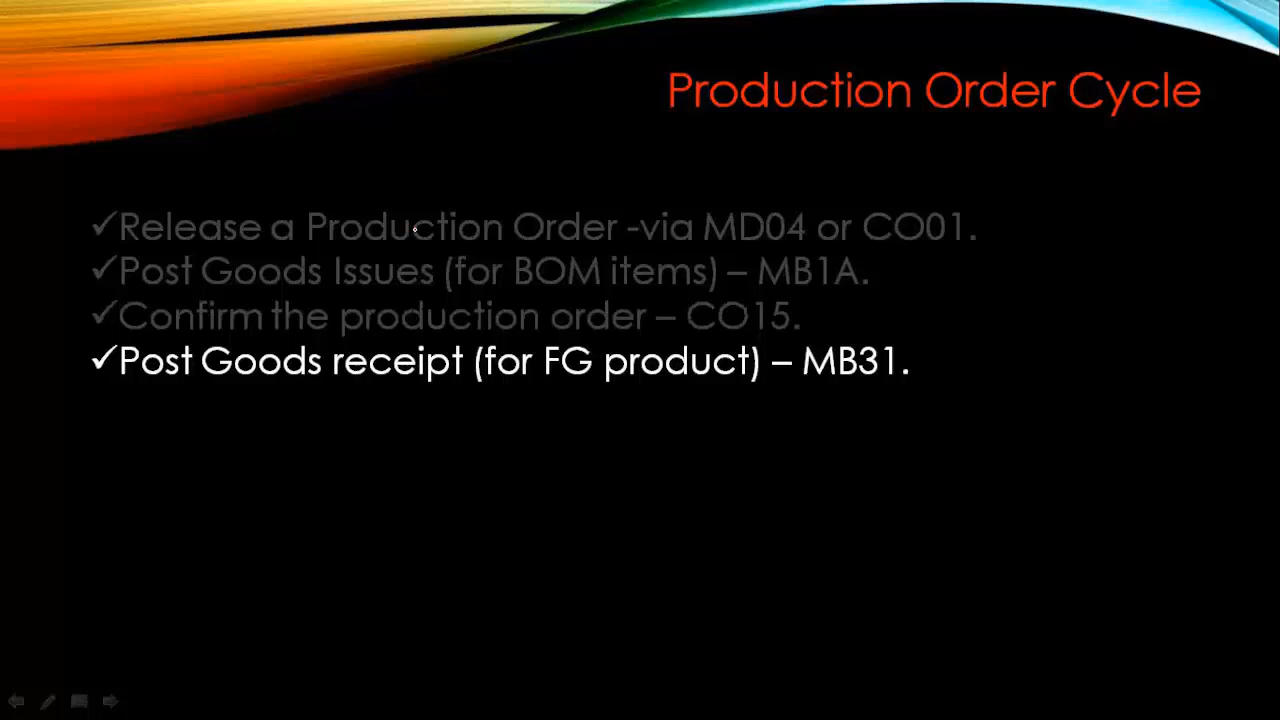 Production Order Cycle
✓Release a Production Order -via MD04 or CO01.
✓Post Goods Issues (for BOM items) – MB1A.
✓Confirm the production order – CO15.
✓Post Goods receipt (for FG product) – MB31.